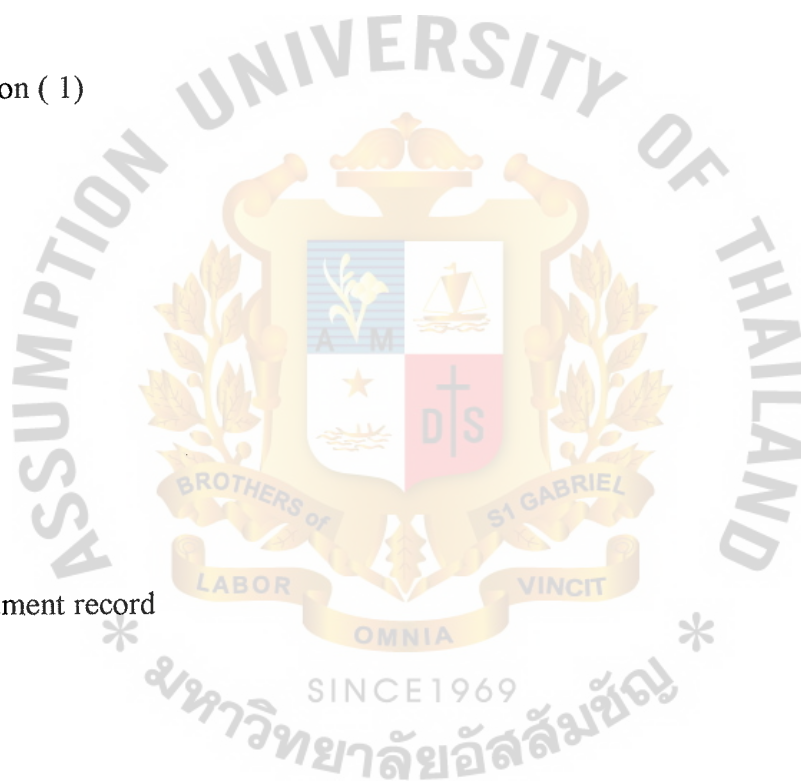 ASSUMPTION UNIVERSITY OF THAILAND
on ( 1)
A M
D S
BROTHERS of S1 GABRIEL
LABOR VINCIT
OMNIA
ment record
SINCE1969
มหาวิทยาลัยอัสสัมชัญ